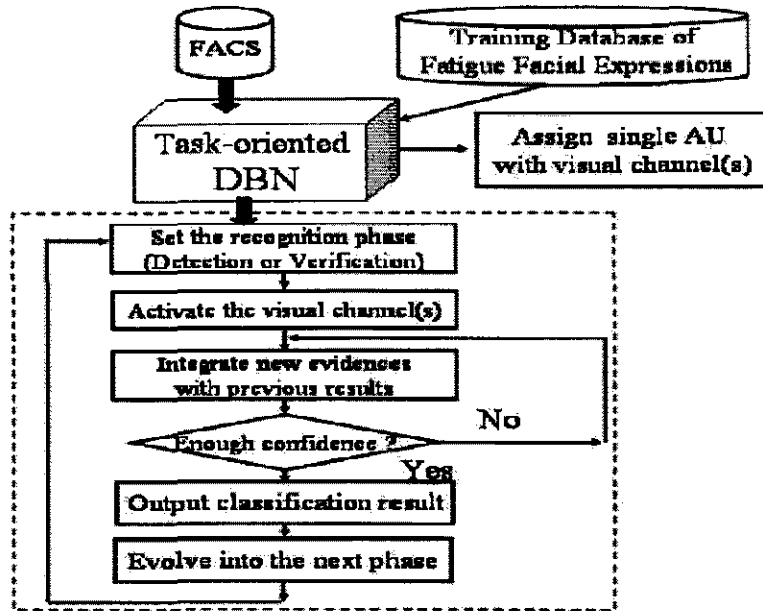 FACS
Training Database of
Fatigue Facial Expressions
Task-oriented
DBN
Assign single AU
with visual channel(s)
Set the recognition phase
(Detection or Verification)
Activate the visual channel(s)
Integrate new evidences
with previous results
Enough confidence ?
No
Yes
Output classification result
Evolve into the next phase